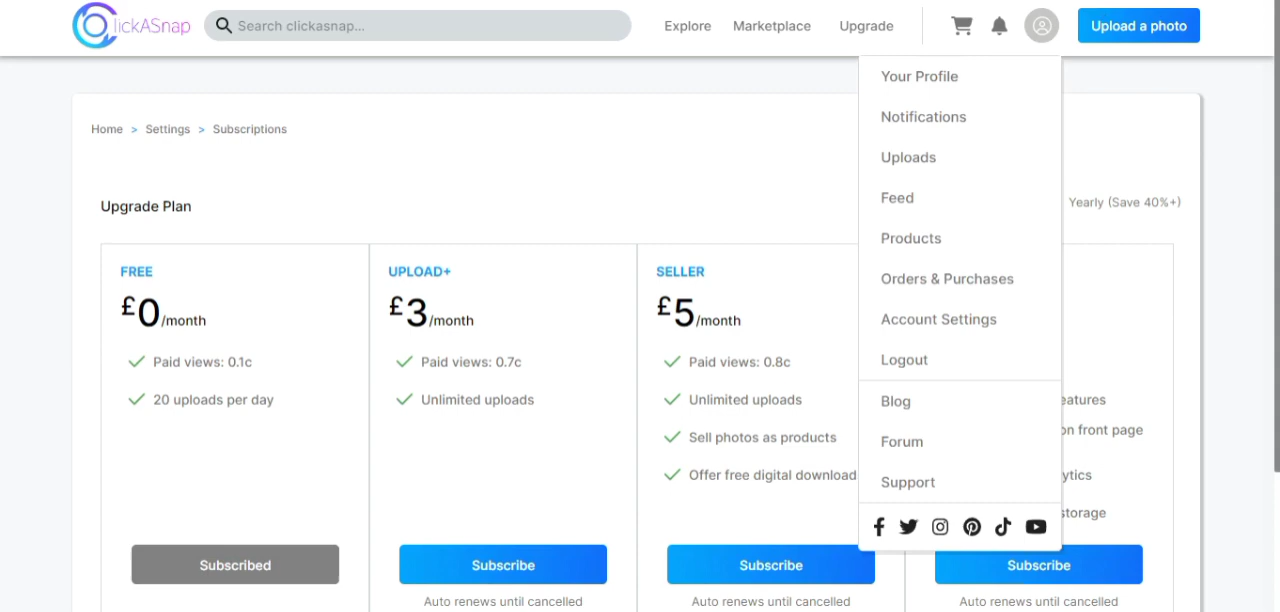 ClickASnap
Search clickasnap...
Explore
Marketplace
Upgrade
Upload a photo
Your Profile
Notifications
Uploads
Feed
Products
Orders & Purchases
Account Settings
Logout
Blog
Forum
Support
Home > Settings > Subscriptions
Upgrade Plan
Yearly (Save 40%+)
FREE
£0/month
Paid views: 0.1c
20 uploads per day
Subscribed
UPLOAD+
£3/month
Paid views: 0.7c
Unlimited uploads
Subscribe
Auto renews until cancelled
SELLER
£5/month
Paid views: 0.8c
Unlimited uploads
Sell photos as products
Offer free digital download
Subscribe
Auto renews until cancelled
on front page
storage
Subscribe
Auto renews until cancelled